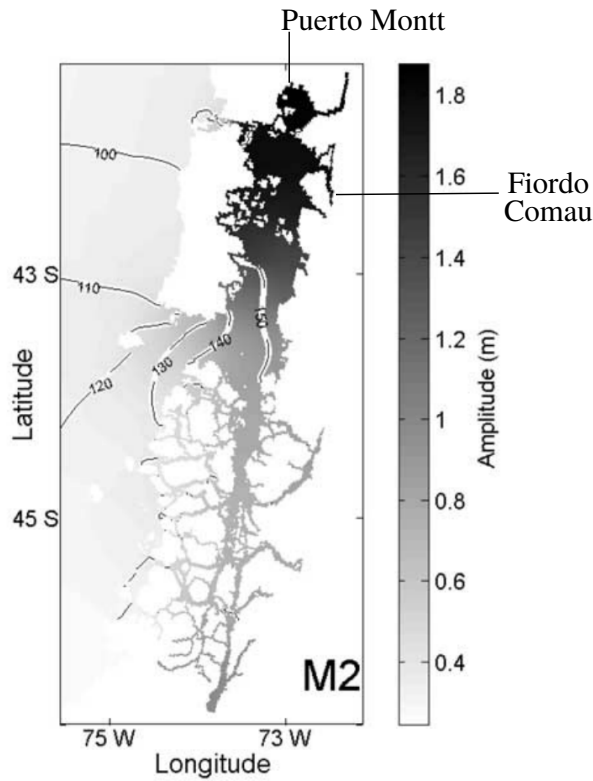 Puerto Montt
Fiordo
Comau
1.8
1.6
1.4
1.2
1
0.8
0.6
0.4
Amplitude (m)
100
110
120
130
140
150
43 S
45 S
Latitude
M2
75 W
73 W
Longitude